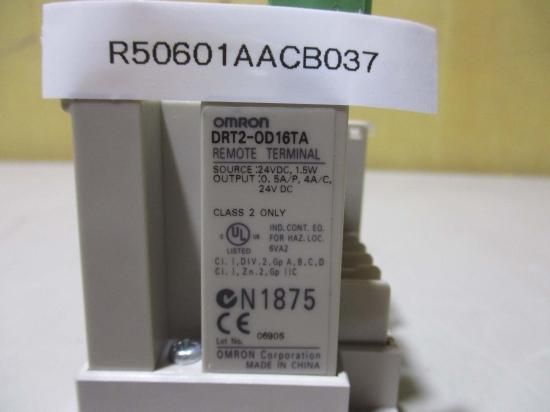 R50601AACB037
OMRON
DRT2-OD16TA
REMOTE TERMINAL
SOURCE :24VDC, 1.5W
OUTPUT :0.5A/P, 4A/C,
24V DC
CLASS 2 ONLY
C UL US
LISTED
IND. CONT. EQ.
FOR HAZ. LOC.
6VA2
Cl. I, DIV. 2, Gp A, B, C, D
Cl. I, Zn. 2, Gp IIC
N1875
CE
Lot No. 06905
OMRON Corporation
MADE IN CHINA